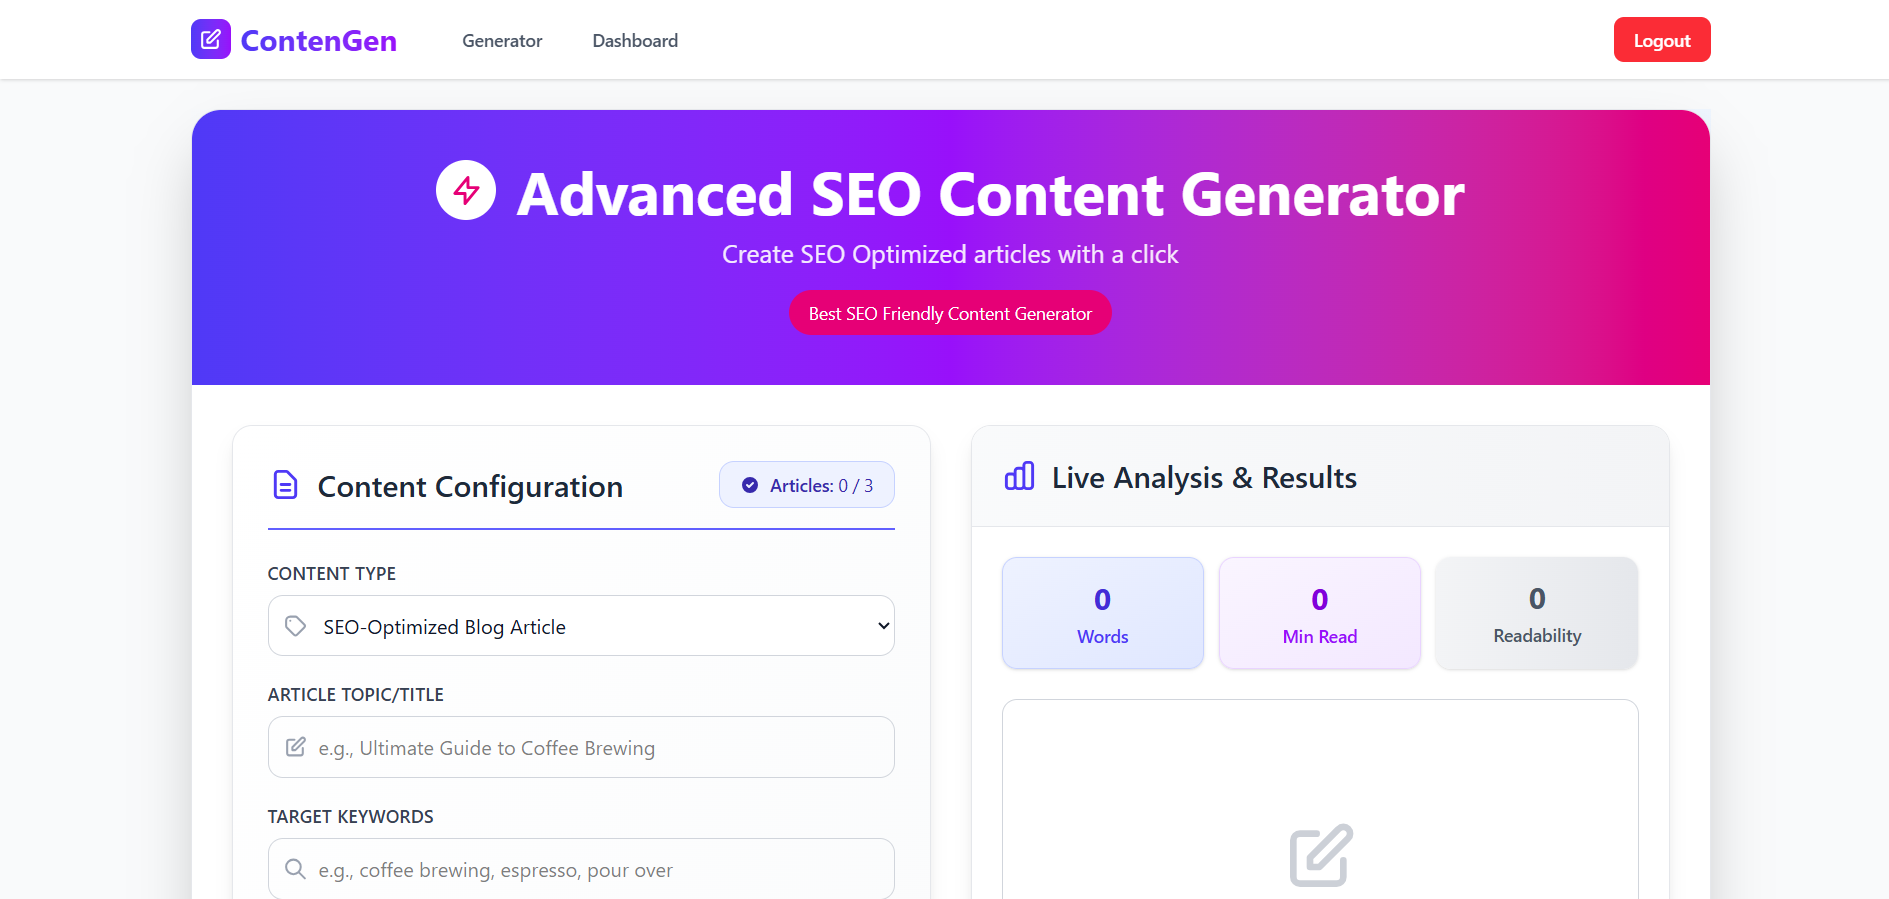 ContenGen
Generator
Dashboard
Logout
Advanced SEO Content Generator
Create SEO Optimized articles with a click
Best SEO Friendly Content Generator
Content Configuration
Articles: 0 / 3
CONTENT TYPE
SEO-Optimized Blog Article
ARTICLE TOPIC/TITLE
e.g., Ultimate Guide to Coffee Brewing
TARGET KEYWORDS
e.g., coffee brewing, espresso, pour over
Live Analysis & Results
0
Words
0
Min Read
0
Readability